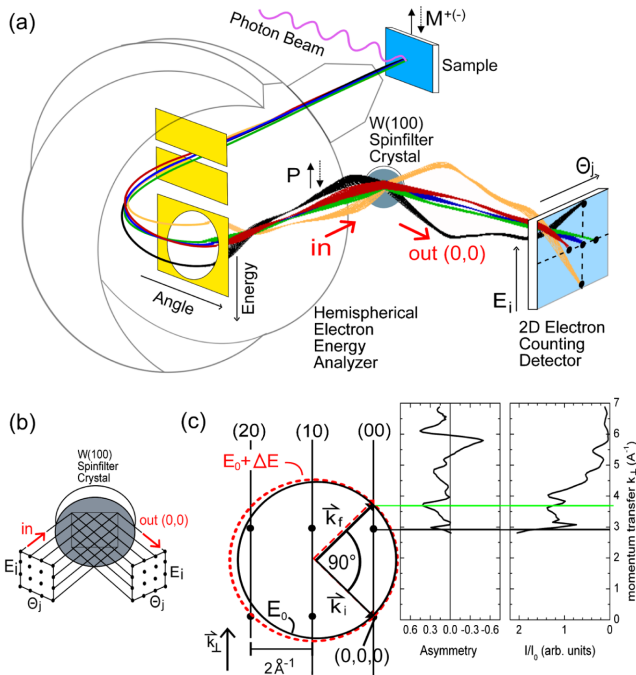 (a)
Photon Beam
M+(-)
Sample
W(100)
Spinfilter
Crystal
P
Θj
in
out (0,0)
Angle
Energy
Ei
Hemispherical
Electron
Energy
Analyzer
2D Electron
Counting
Detector
(b)
W(100)
Spinfilter
Crystal
in
out (0,0)
Ei
Ei
Θj
Θj
(c)
(20)
(10)
(00)
E0+ΔE
kf
90°
ki
E0
k⊥
2Å-1
(0,0,0)
0.6 0.3 0.0 -0.3 -0.6
Asymmetry
2 1 0
I/I0 (arb. units)
7
6
5
4
3
2
1
0
momentum transfer k⊥(A-1)